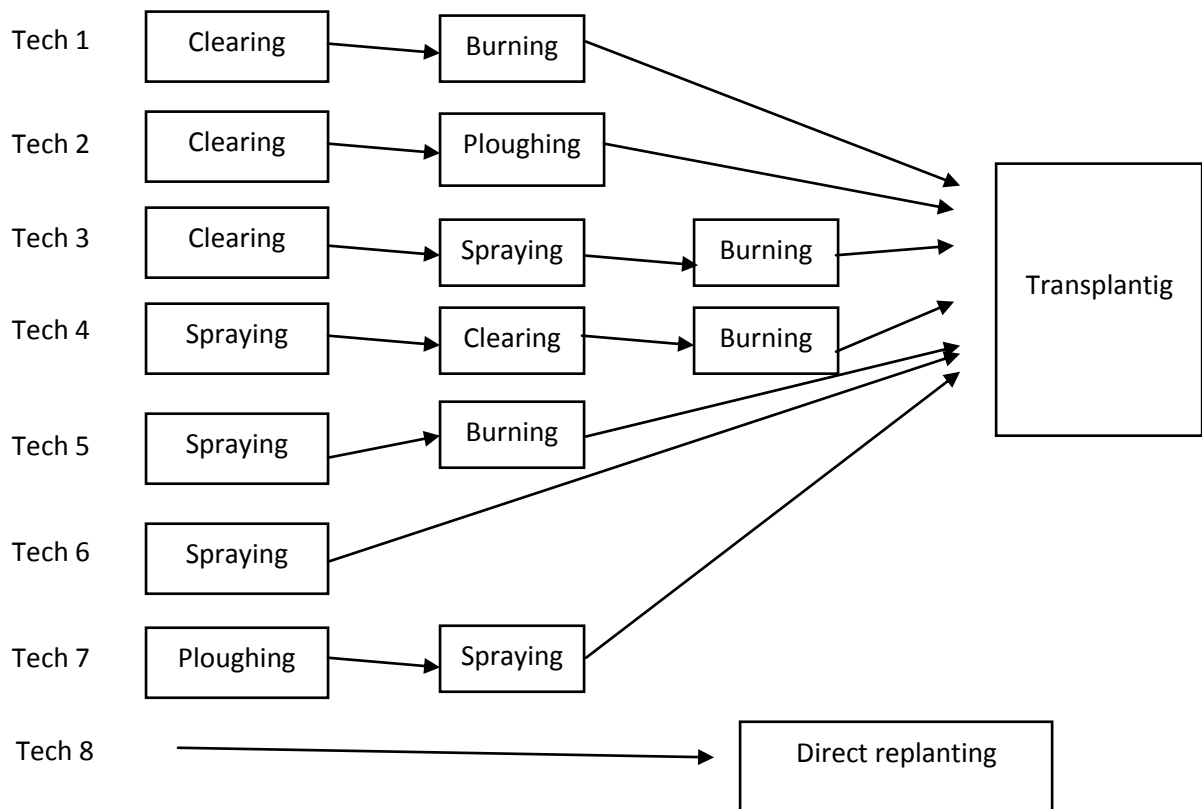 Tech 1
Clearing
Burning
Tech 2
Clearing
Ploughing
Tech 3
Clearing
Spraying
Burning
Transplantig
Tech 4
Spraying
Clearing
Burning
Tech 5
Spraying
Burning
Tech 6
Spraying
Tech 7
Ploughing
Spraying
Tech 8
Direct replanting